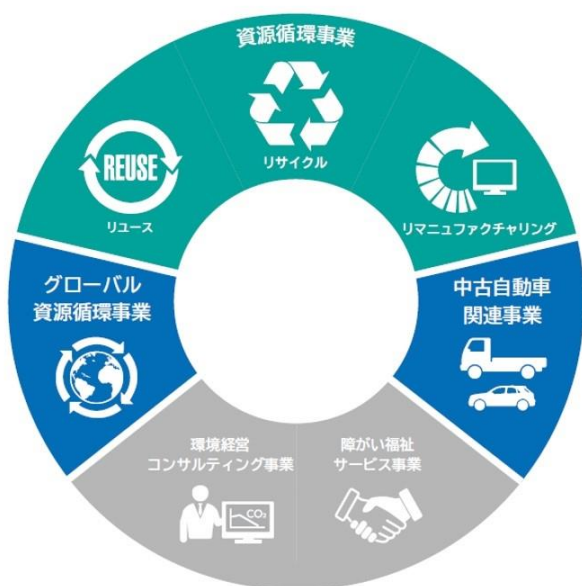 資源循環事業
リサイクル
REUSE
リユース
リマニュファクチャリング
グローバル
資源循環事業
中古自動車
関連事業
環境経営
コンサルティング事業
CO₂
障がい福祉
サービス事業